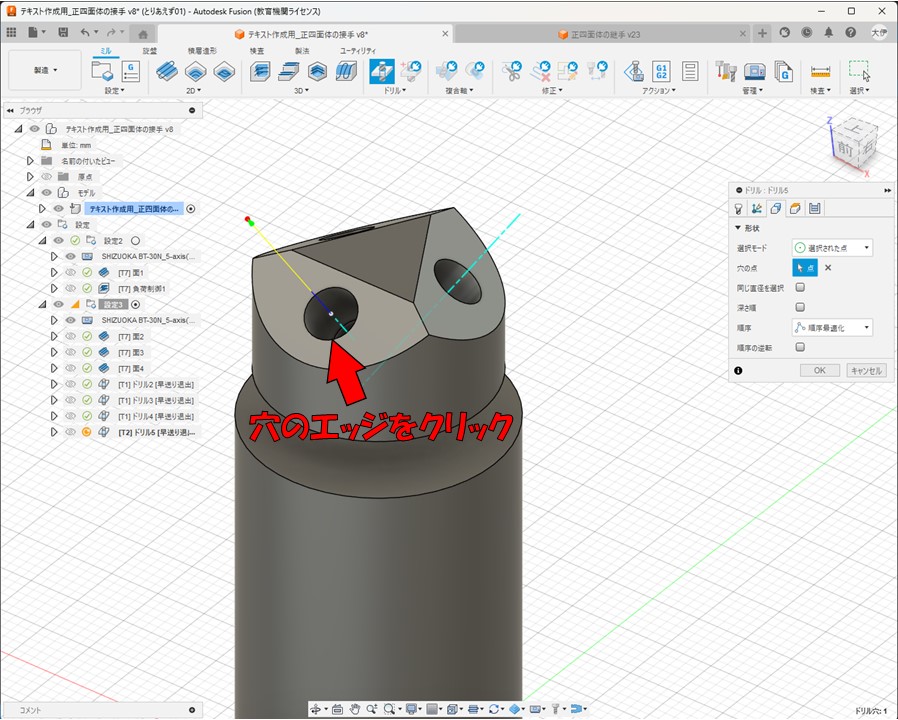 テキスト作成用_正四面体の接手 v8* (とりあえず01) - Autodesk Fusion (教育機関ライセンス)
テキスト作成用_正四面体の接手 v8*
正四面体の継手 v23
大伊
製造
ミル
旋盤
積層造形
検査
製法
ユーティリティ
G1
G2
設定
2D
3D
ドリル
複合軸
修正
アクション
管理
検査
選択
ブラウザ
テキスト作成用_正四面体の接手 v8
単位: mm
名前の付いたビュー
原点
モデル
テキスト作成用_正四面体の...
設定
設定2
SHIZUOKA BT-30N_5-axis(...
[T7] 面1
[T7] 負荷制御1
設定3
SHIZUOKA BT-30N_5-axis(...
[T7] 面2
[T7] 面3
[T7] 面4
[T1] ドリル2 [早送り退出]
[T1] ドリル3 [早送り退出]
[T1] ドリル4 [早送り退出]
[T2] ドリル5 [早送り退...
Z
前
右
X
ドリル : ドリル5
形状
選択モード
選択された点
穴の点
点
同じ直径を選択
深さ順
順序
順序最適化
順序の逆転
OK
キャンセル
穴のエッジをクリック
コメント
ドリル穴: 1